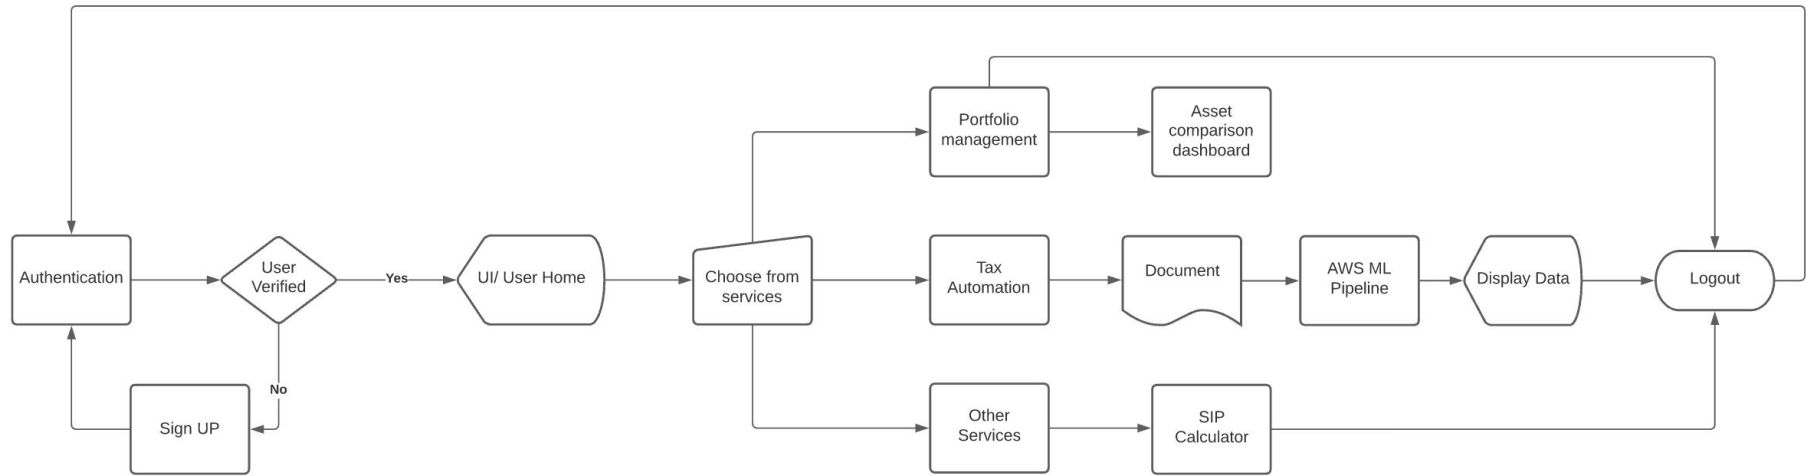 Portfolio
management
Asset
comparison
dashboard
Authentication
User
Verified
Yes
UI/ User Home
Choose from
services
Tax
Automation
Document
AWS ML
Pipeline
Display Data
Logout
No
Sign UP
Other
Services
SIP
Calculator